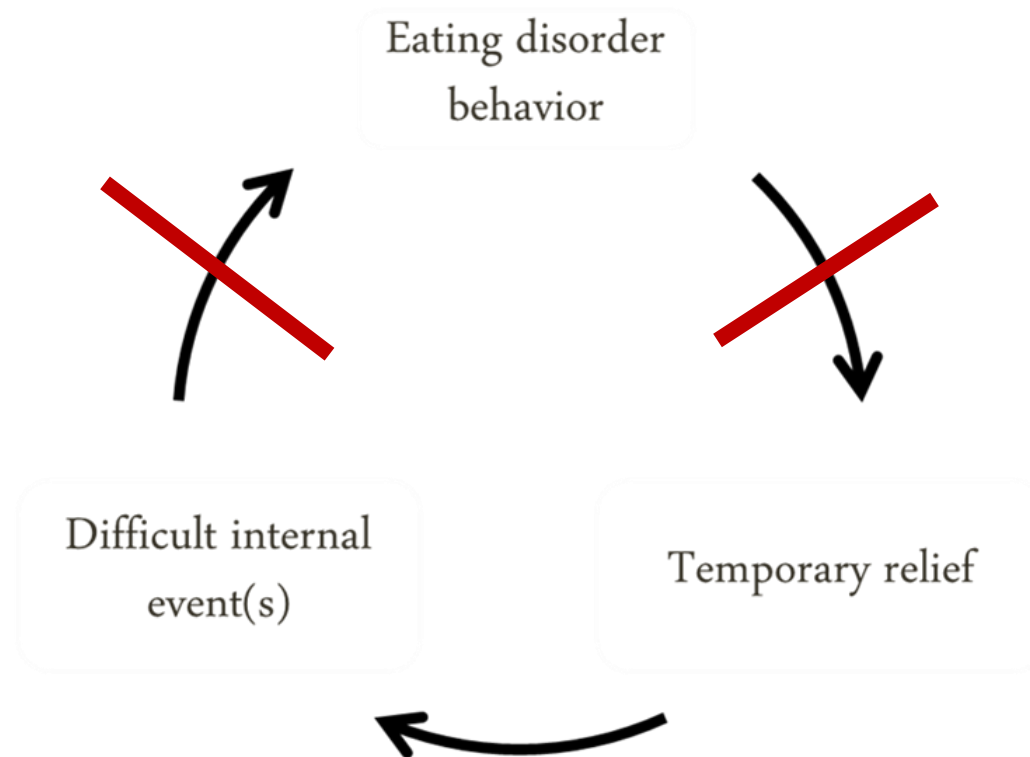 Eating disorder
behavior
Difficult internal
event(s)
Temporary relief